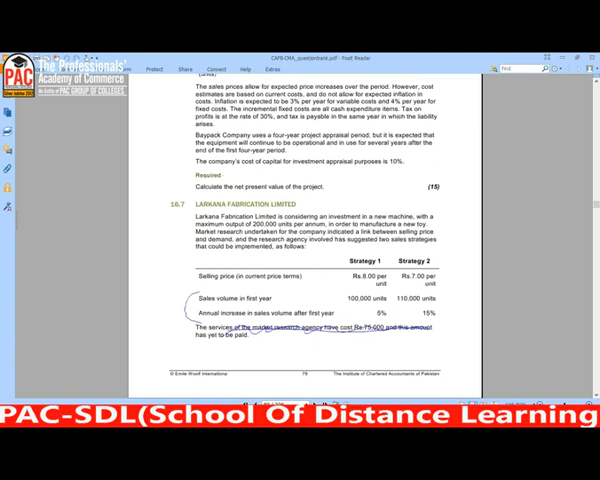 CAF8-CMA_questionbank.pdf - Foxit Reader
The Professionals'
Academy of Commerce
An Entity of PAC GROUP OF COLLEGES
PAC
Protect Share Connect Help Extras
Find
(units)
The sales prices allow for expected price increases over the period. However, cost
estimates are based on current costs, and do not allow for expected inflation in
costs. Inflation is expected to be 3% per year for variable costs and 4% per year for
fixed costs. The incremental fixed costs are all cash expenditure items. Tax on
profits is at the rate of 30%, and tax is payable in the same year in which the liability
arises.
Baypack Company uses a four-year project appraisal period, but it is expected that
the equipment will continue to be operational and in use for several years after the
end of the first four-year period.
The company's cost of capital for investment appraisal purposes is 10%.
Required
Calculate the net present value of the project. (15)
16.7 LARKANA FABRICATION LIMITED
Larkana Fabrication Limited is considering an investment in a new machine, with a
maximum output of 200,000 units per annum, in order to manufacture a new toy.
Market research undertaken for the company indicated a link between selling price
and demand, and the research agency involved has suggested two sales strategies
that could be implemented, as follows:
Strategy 1 Strategy 2
Selling price (in current price terms) Rs.8.00 per unit Rs.7.00 per unit
Sales volume in first year 100,000 units 110,000 units
Annual increase in sales volume after first year 5% 15%
The services of the market research agency have cost Rs.75,000 and this amount
has yet to be paid.
© Emile Woolf International 79 The Institute of Chartered Accountants of Pakistan
PAC-SDL(School Of Distance Learning